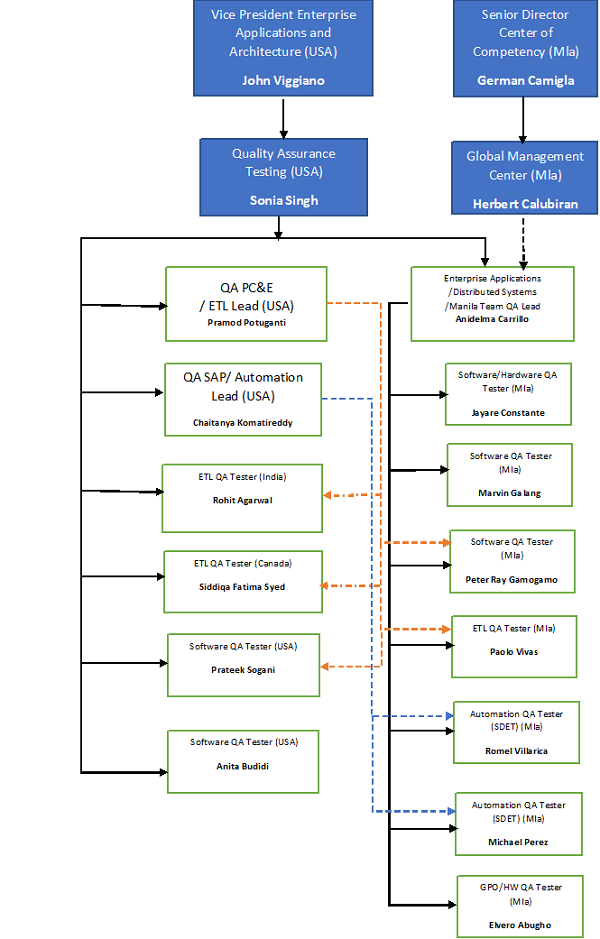 Vice President Enterprise
Applications and
Architecture (USA)
John Viggiano
Senior Director
Center of
Competency (Mla)
German Camigla
Quality Assurance
Testing (USA)
Sonia Singh
Global Management
Center (Mla)
Herbert Calubiran
QA PC&E
/ ETL Lead (USA)
Pramod Potuganti
Enterprise Applications
/Distributed Systems
/Manila Team QA Lead
Anidelma Carrillo
QA SAP/ Automation
Lead (USA)
Chaitanya Komatireddy
Software/Hardware QA
Tester (Mla)
Jayare Constante
ETL QA Tester (India)
Rohit Agarwal
Software QA Tester
(Mla)
Marvin Galang
ETL QA Tester (Canada)
Siddiqa Fatima Syed
Software QA Tester
(Mla)
Peter Ray Gamogamo
Software QA Tester (USA)
Prateek Sogani
ETL QA Tester (Mla)
Paolo Vivas
Software QA Tester (USA)
Anita Budidi
Automation QA Tester
(SDET) (Mla)
Romel Villarica
Automation QA Tester
(SDET) (Mla)
Michael Perez
GPO/HW QA Tester
(Mla)
Elvero Abugho